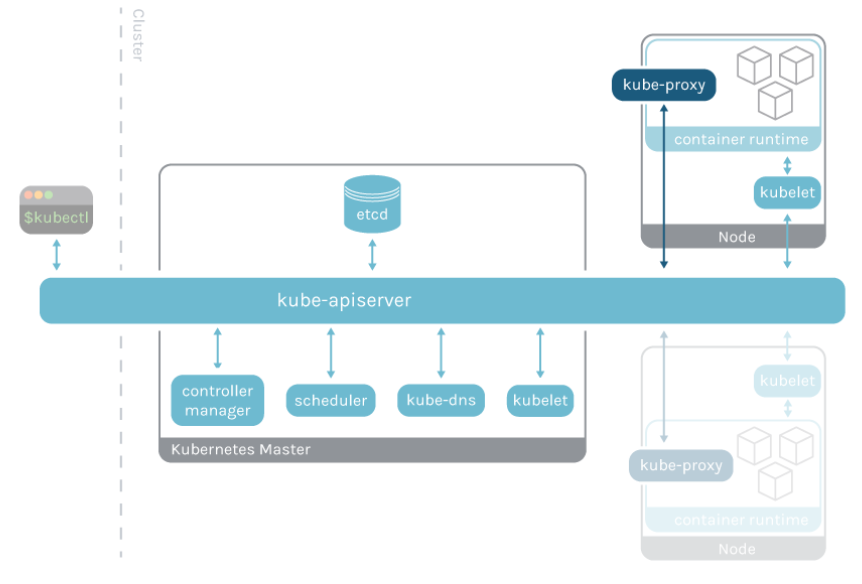 Cluster
kube-proxy
container runtime
kubelet
Node
etcd
$kubectl
kube-apiserver
controller
manager
scheduler
kube-dns
kubelet
Kubernetes Master
kubelet
kube-proxy
container runtime
Node